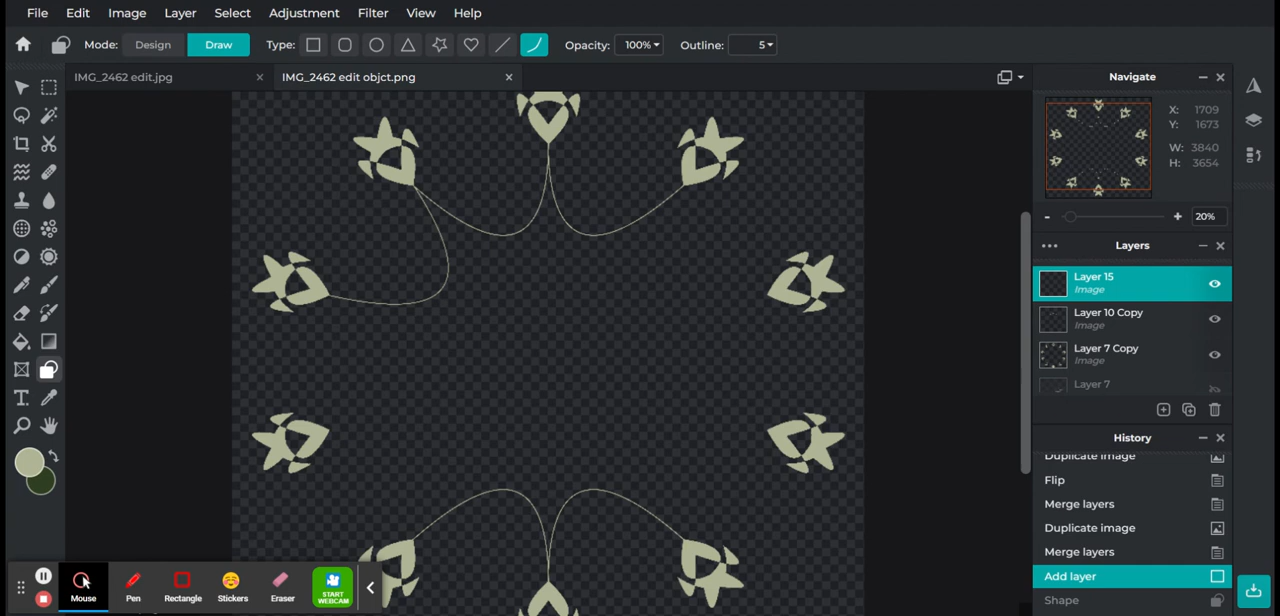 File Edit Image Layer Select Adjustment Filter View Help
Mode: Design Draw Type: Opacity: 100% Outline: 5
IMG_2462 edit.jpg × IMG_2462 edit objct.png ×
Navigate
X: 1709
Y: 1673
W: 3840
H: 3654
- + 20%
Layers
Layer 15
Image
Layer 10 Copy
Image
Layer 7 Copy
Image
Layer 7
History
Duplicate image
Flip
Merge layers
Duplicate image
Merge layers
Add layer
Shape
T
Mouse Pen Rectangle Stickers Eraser START
WEBCAM